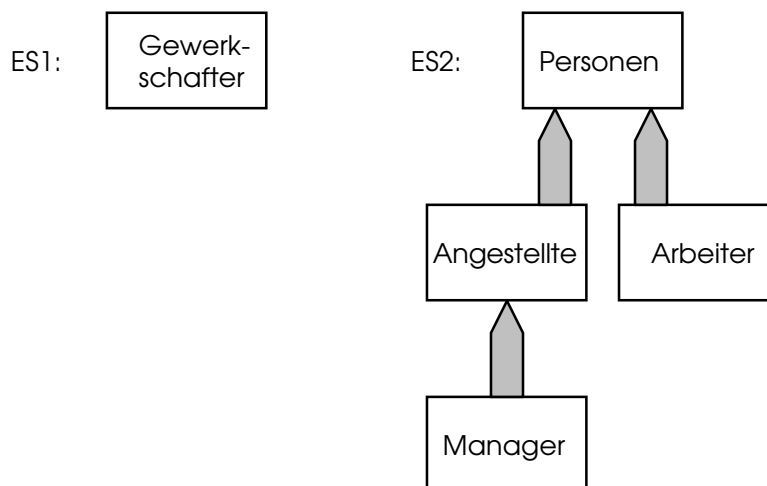 ES1:
Gewerk-
schafter
ES2:
Personen
Angestellte
Arbeiter
Manager